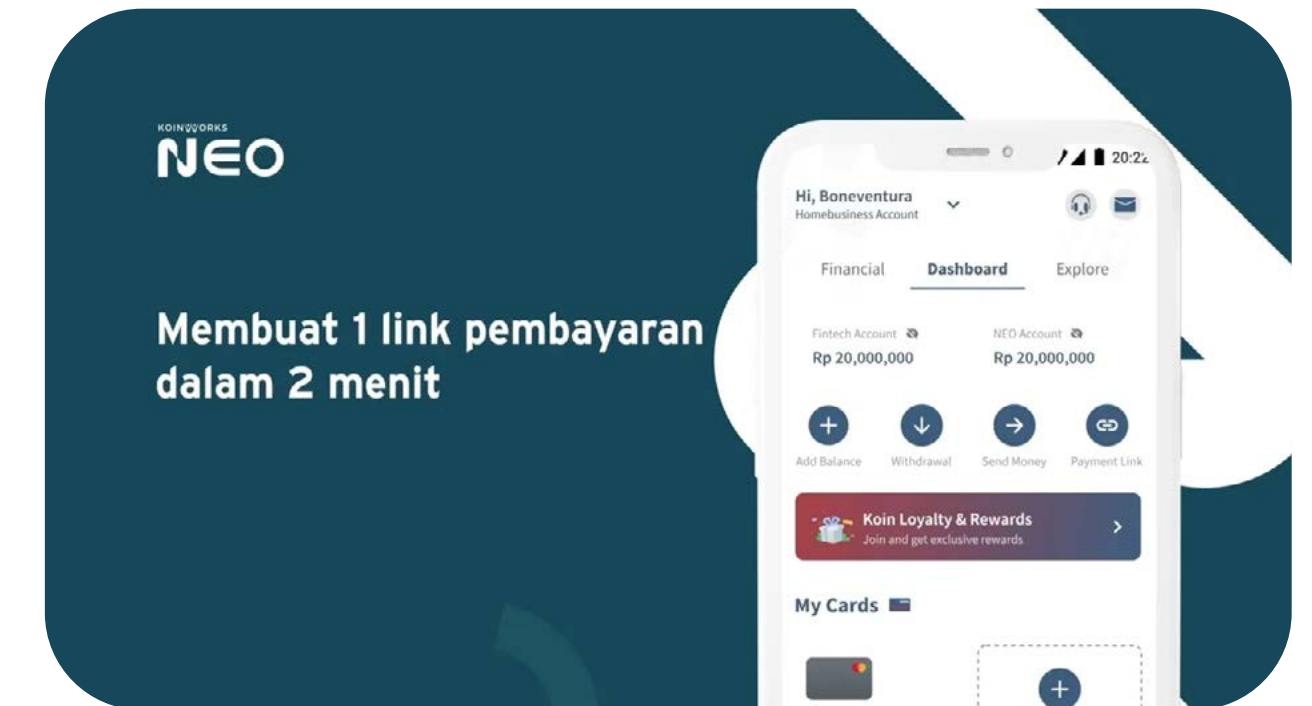 KOINWORKS
NEO
Membuat 1 link pembayaran
dalam 2 menit
20:22
Hi, Boneventura
Homebusiness Account
Financial Dashboard Explore
Fintech Account NEO Account
Rp 20,000,000 Rp 20,000,000
Add Balance Withdrawal Send Money Payment Link
Koin Loyalty & Rewards
Join and get exclusive rewards
My Cards